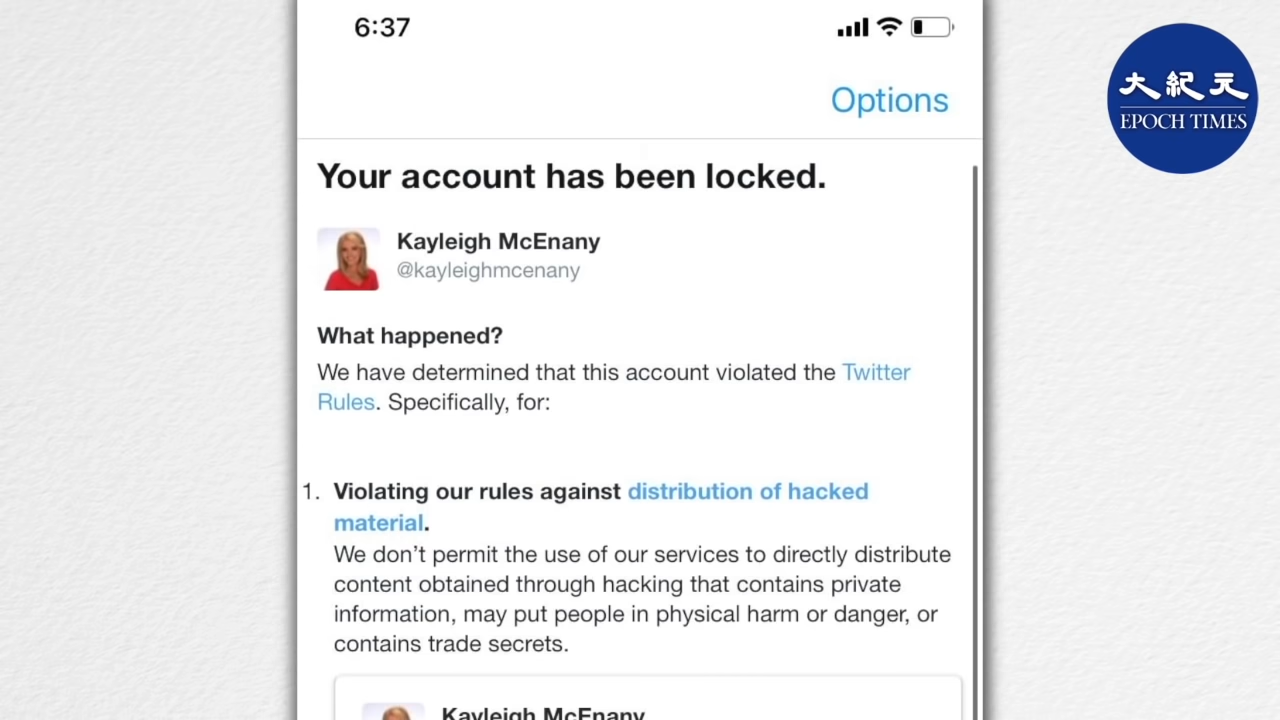 6:37
大紀元
EPOCH TIMES
Options
Your account has been locked.
Kayleigh McEnany
@kayleighmcenany
What happened?
We have determined that this account violated the Twitter
Rules. Specifically, for:
1. Violating our rules against distribution of hacked
material.
We don’t permit the use of our services to directly distribute
content obtained through hacking that contains private
information, may put people in physical harm or danger, or
contains trade secrets.
Kayleigh McEnany